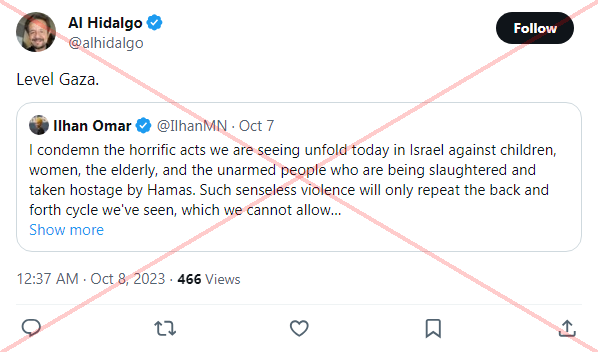 Al Hidalgo
@alhidalgo
Follow
Level Gaza.
Ilhan Omar @IlhanMN · Oct 7
I condemn the horrific acts we are seeing unfold today in Israel against children,
women, the elderly, and the unarmed people who are being slaughtered and
taken hostage by Hamas. Such senseless violence will only repeat the back and
forth cycle we've seen, which we cannot allow...
Show more
12:37 AM · Oct 8, 2023 · 466 Views